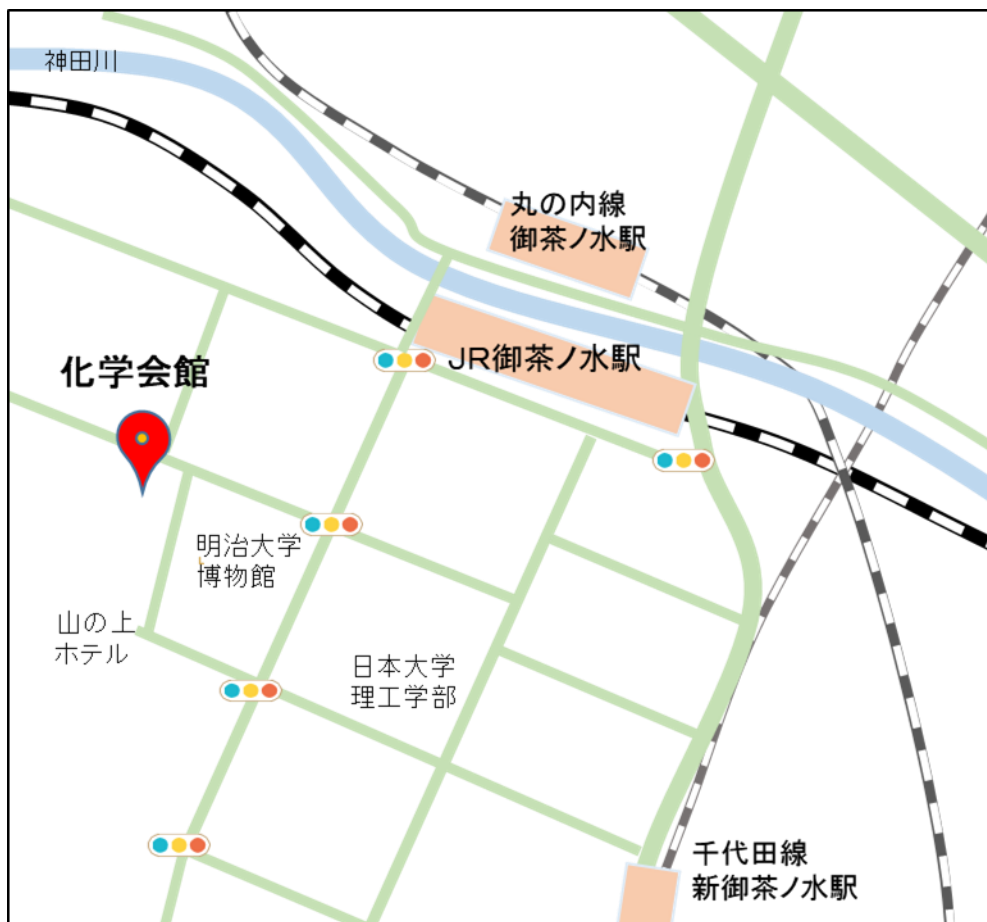 神田川
丸の内線
御茶ノ水駅
JR御茶ノ水駅
化学会館
明治大学
博物館
山の上
ホテル
日本大学
理工学部
千代田線
新御茶ノ水駅